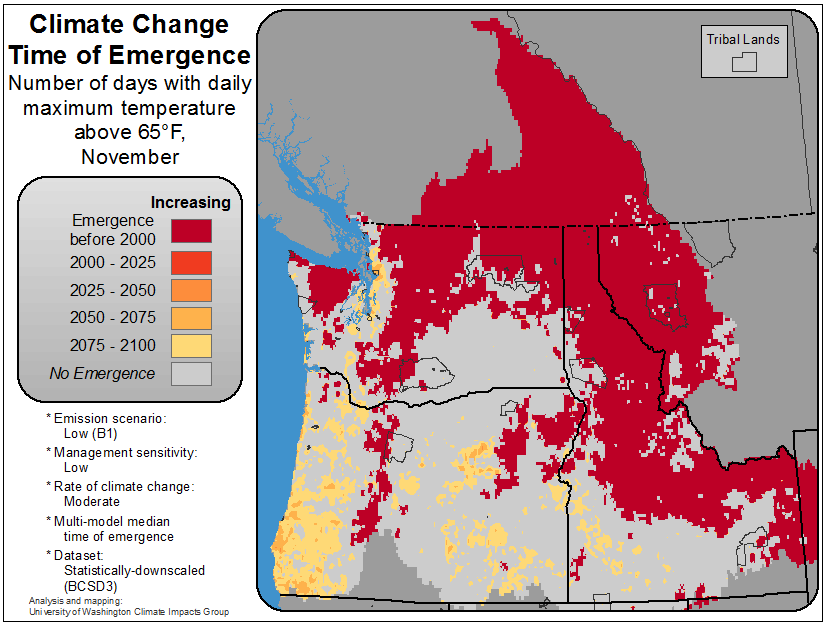 Climate Change
Time of Emergence
Number of days with daily
maximum temperature
above 65°F,
November
Increasing
Emergence
before 2000
2000 - 2025
2025 - 2050
2050 - 2075
2075 - 2100
No Emergence
* Emission scenario:
Low (B1)
* Management sensitivity:
Low
* Rate of climate change:
Moderate
* Multi-model median
time of emergence
* Dataset:
Statistically-downscaled
(BCSD3)
Analysis and mapping:
University of Washington Climate Impacts Group
Tribal Lands